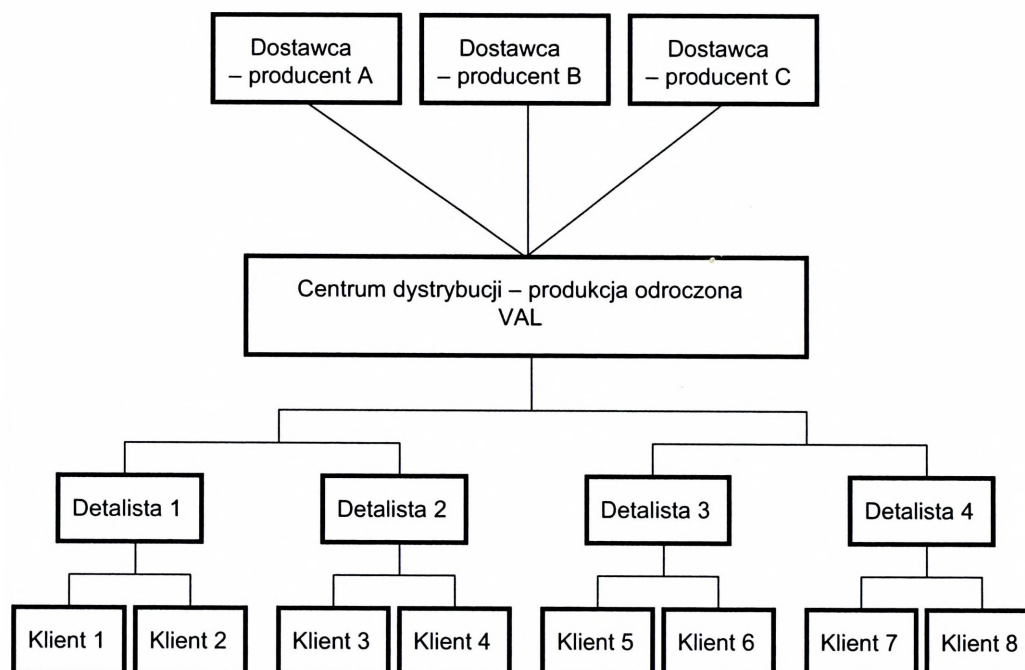 Dostawca
– producent A
Dostawca
– producent B
Dostawca
– producent C
Centrum dystrybucji – produkcja odroczona
VAL
Detalista 1
Detalista 2
Detalista 3
Detalista 4
Klient 1
Klient 2
Klient 3
Klient 4
Klient 5
Klient 6
Klient 7
Klient 8